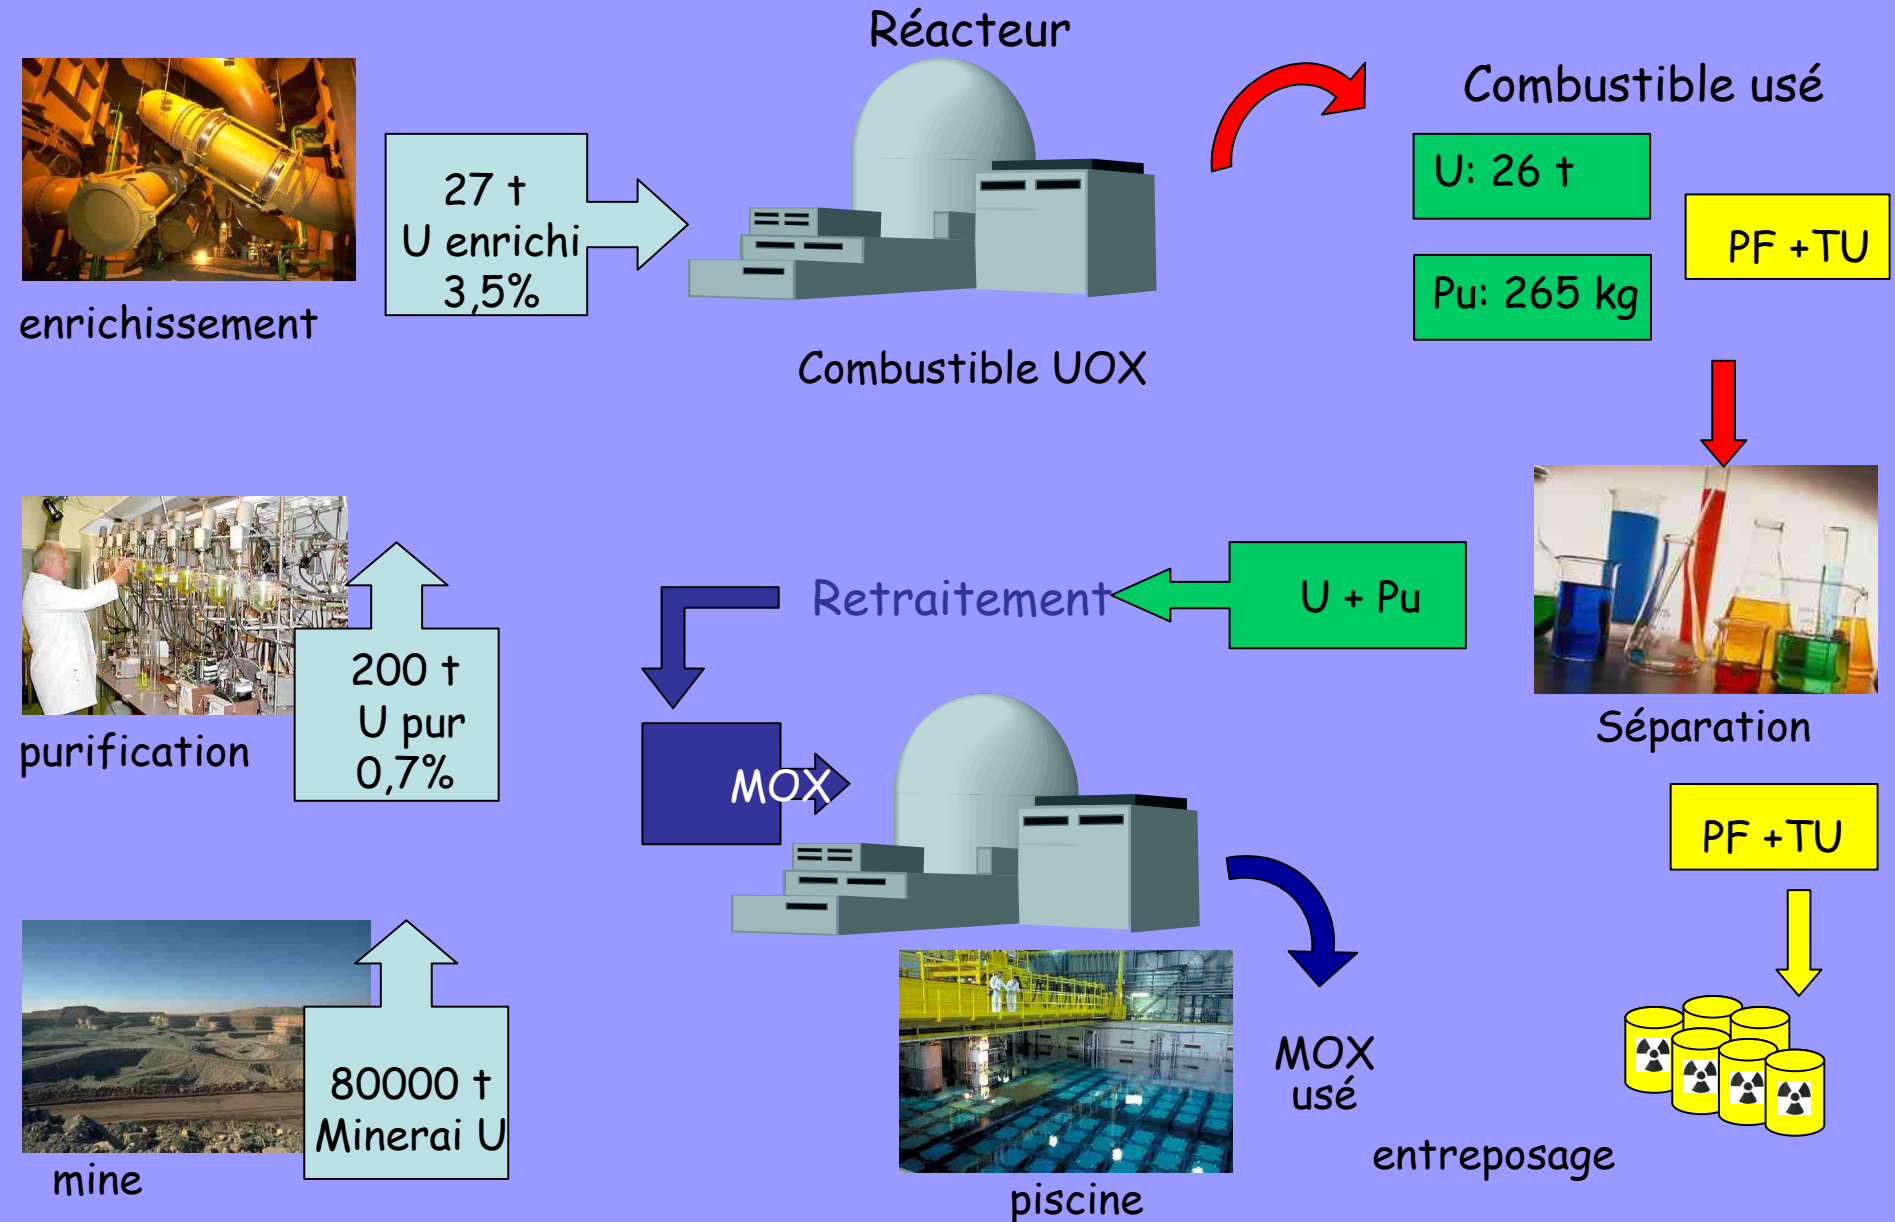 Réacteur
Combustible usé
27 t
U enrichi
3,5%
U: 26 t
PF +TU
Pu: 265 kg
enrichissement
Combustible UOX
Retraitement
U + Pu
200 t
U pur
0,7%
purification
MOX
Séparation
PF +TU
80000 t
Minerai U
mine
MOX
usé
entreposage
piscine